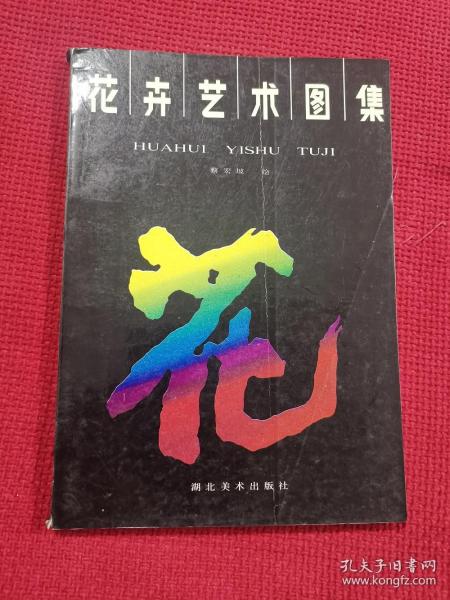 花卉艺术图集
HUAHUI YISHU TUJI
蔡宏坡 绘
花
湖北美术出版社
孔夫子旧书网
www.kongfz.com